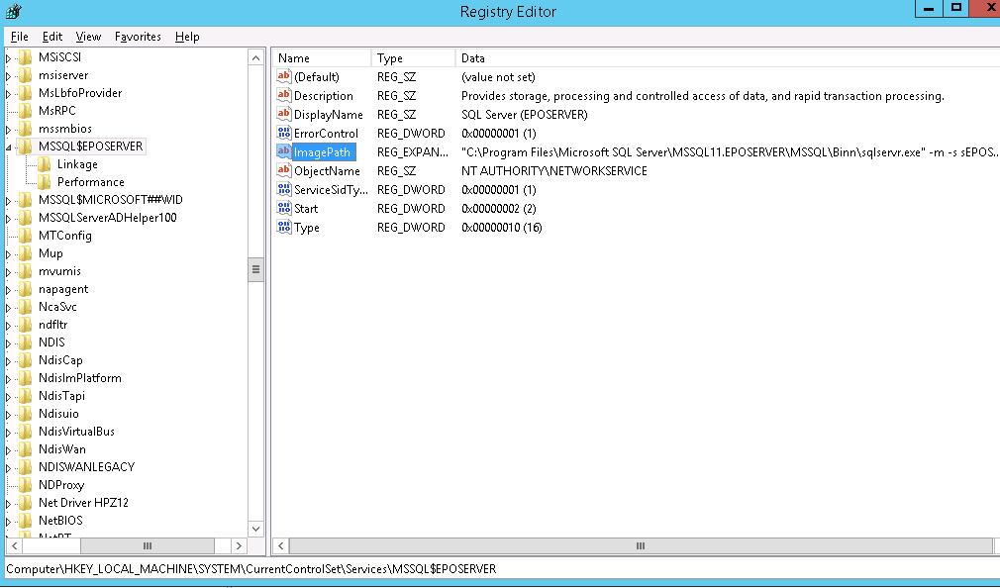 Registry Editor
File Edit View Favorites Help
MSiSCSI
msiserver
MsLbfoProvider
MsRPC
mssmbios
MSSQL$EPOSERVER
Linkage
Performance
MSSQL$MICROSOFT##WID
MSSQLServerADHelper100
MTConfig
Mup
mvumis
napagent
NcaSvc
ndfltr
NDIS
NdisCap
NdisImPlatform
NdisTapi
Ndisuio
NdisVirtualBus
NdisWan
NDISWANLEGACY
NDProxy
Net Driver HPZ12
NetBIOS
NetBT
Name Type Data
(Default) REG_SZ (value not set)
Description REG_SZ Provides storage, processing and controlled access of data, and rapid transaction processing.
DisplayName REG_SZ SQL Server (EPOSERVER)
ErrorControl REG_DWORD 0x00000001 (1)
ImagePath REG_EXPAN... "C:\Program Files\Microsoft SQL Server\MSSQL11.EPOSERVER\MSSQL\Binn\sqlservr.exe" -m -s sEPOS...
ObjectName REG_SZ NT AUTHORITY\NETWORKSERVICE
ServiceSidTy... REG_DWORD 0x00000001 (1)
Start REG_DWORD 0x00000002 (2)
Type REG_DWORD 0x00000010 (16)
Computer\HKEY_LOCAL_MACHINE\SYSTEM\CurrentControlSet\Services\MSSQL$EPOSERVER